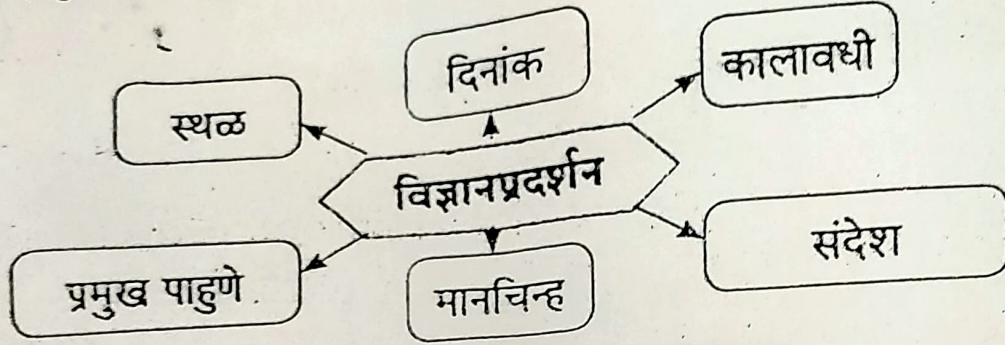 दिनांक
कालावधी
स्थळ
विज्ञानप्रदर्शन
संदेश
प्रमुख पाहुणे
मानचिन्ह